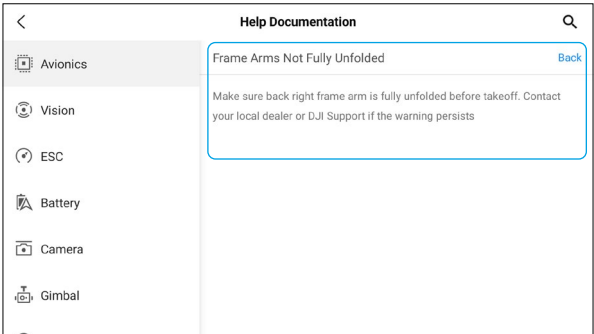 Help Documentation
Avionics
Vision
ESC
Battery
Camera
Gimbal
Frame Arms Not Fully Unfolded
Back
Make sure back right frame arm is fully unfolded before takeoff. Contact
your local dealer or DJI Support if the warning persists